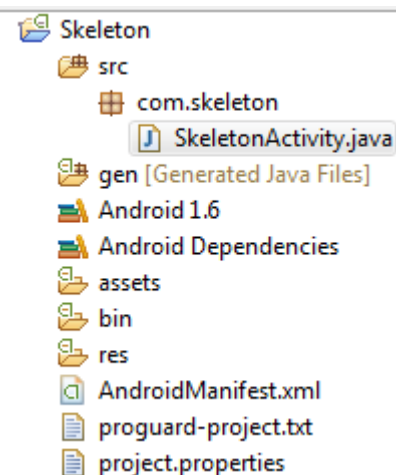 Skeleton
src
com.skeleton
J SkeletonActivity.java
gen [Generated Java Files]
Android 1.6
Android Dependencies
assets
bin
res
AndroidManifest.xml
proguard-project.txt
project.properties